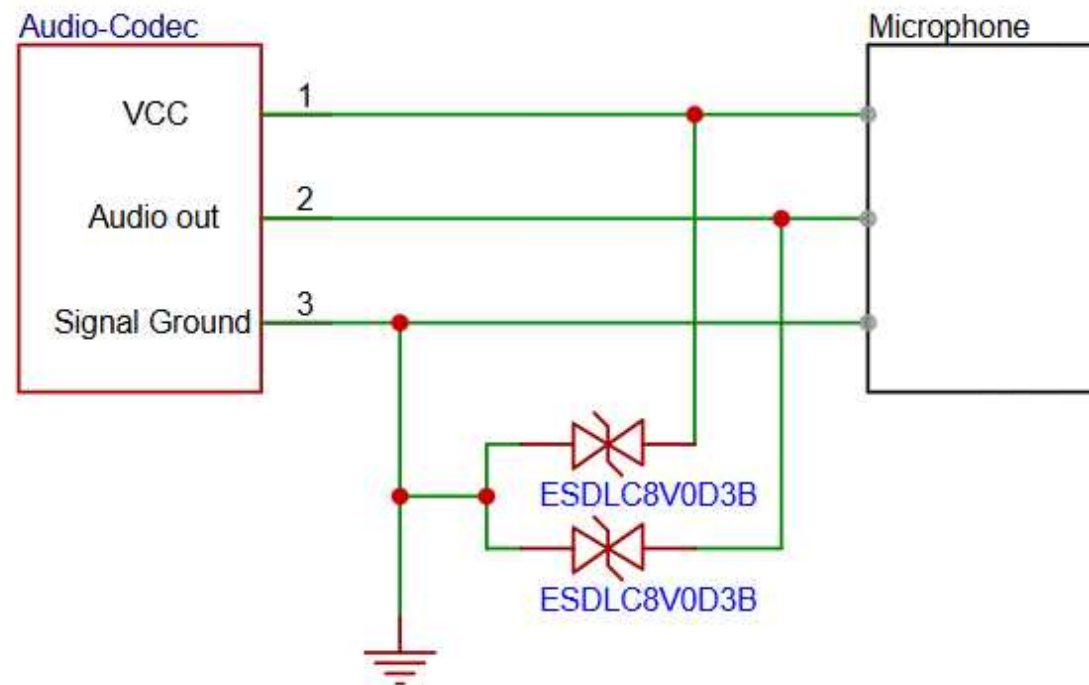 Audio-Codec
Microphone
VCC
1
Audio out
2
Signal Ground
3
ESDLC8V0D3B
ESDLC8V0D3B